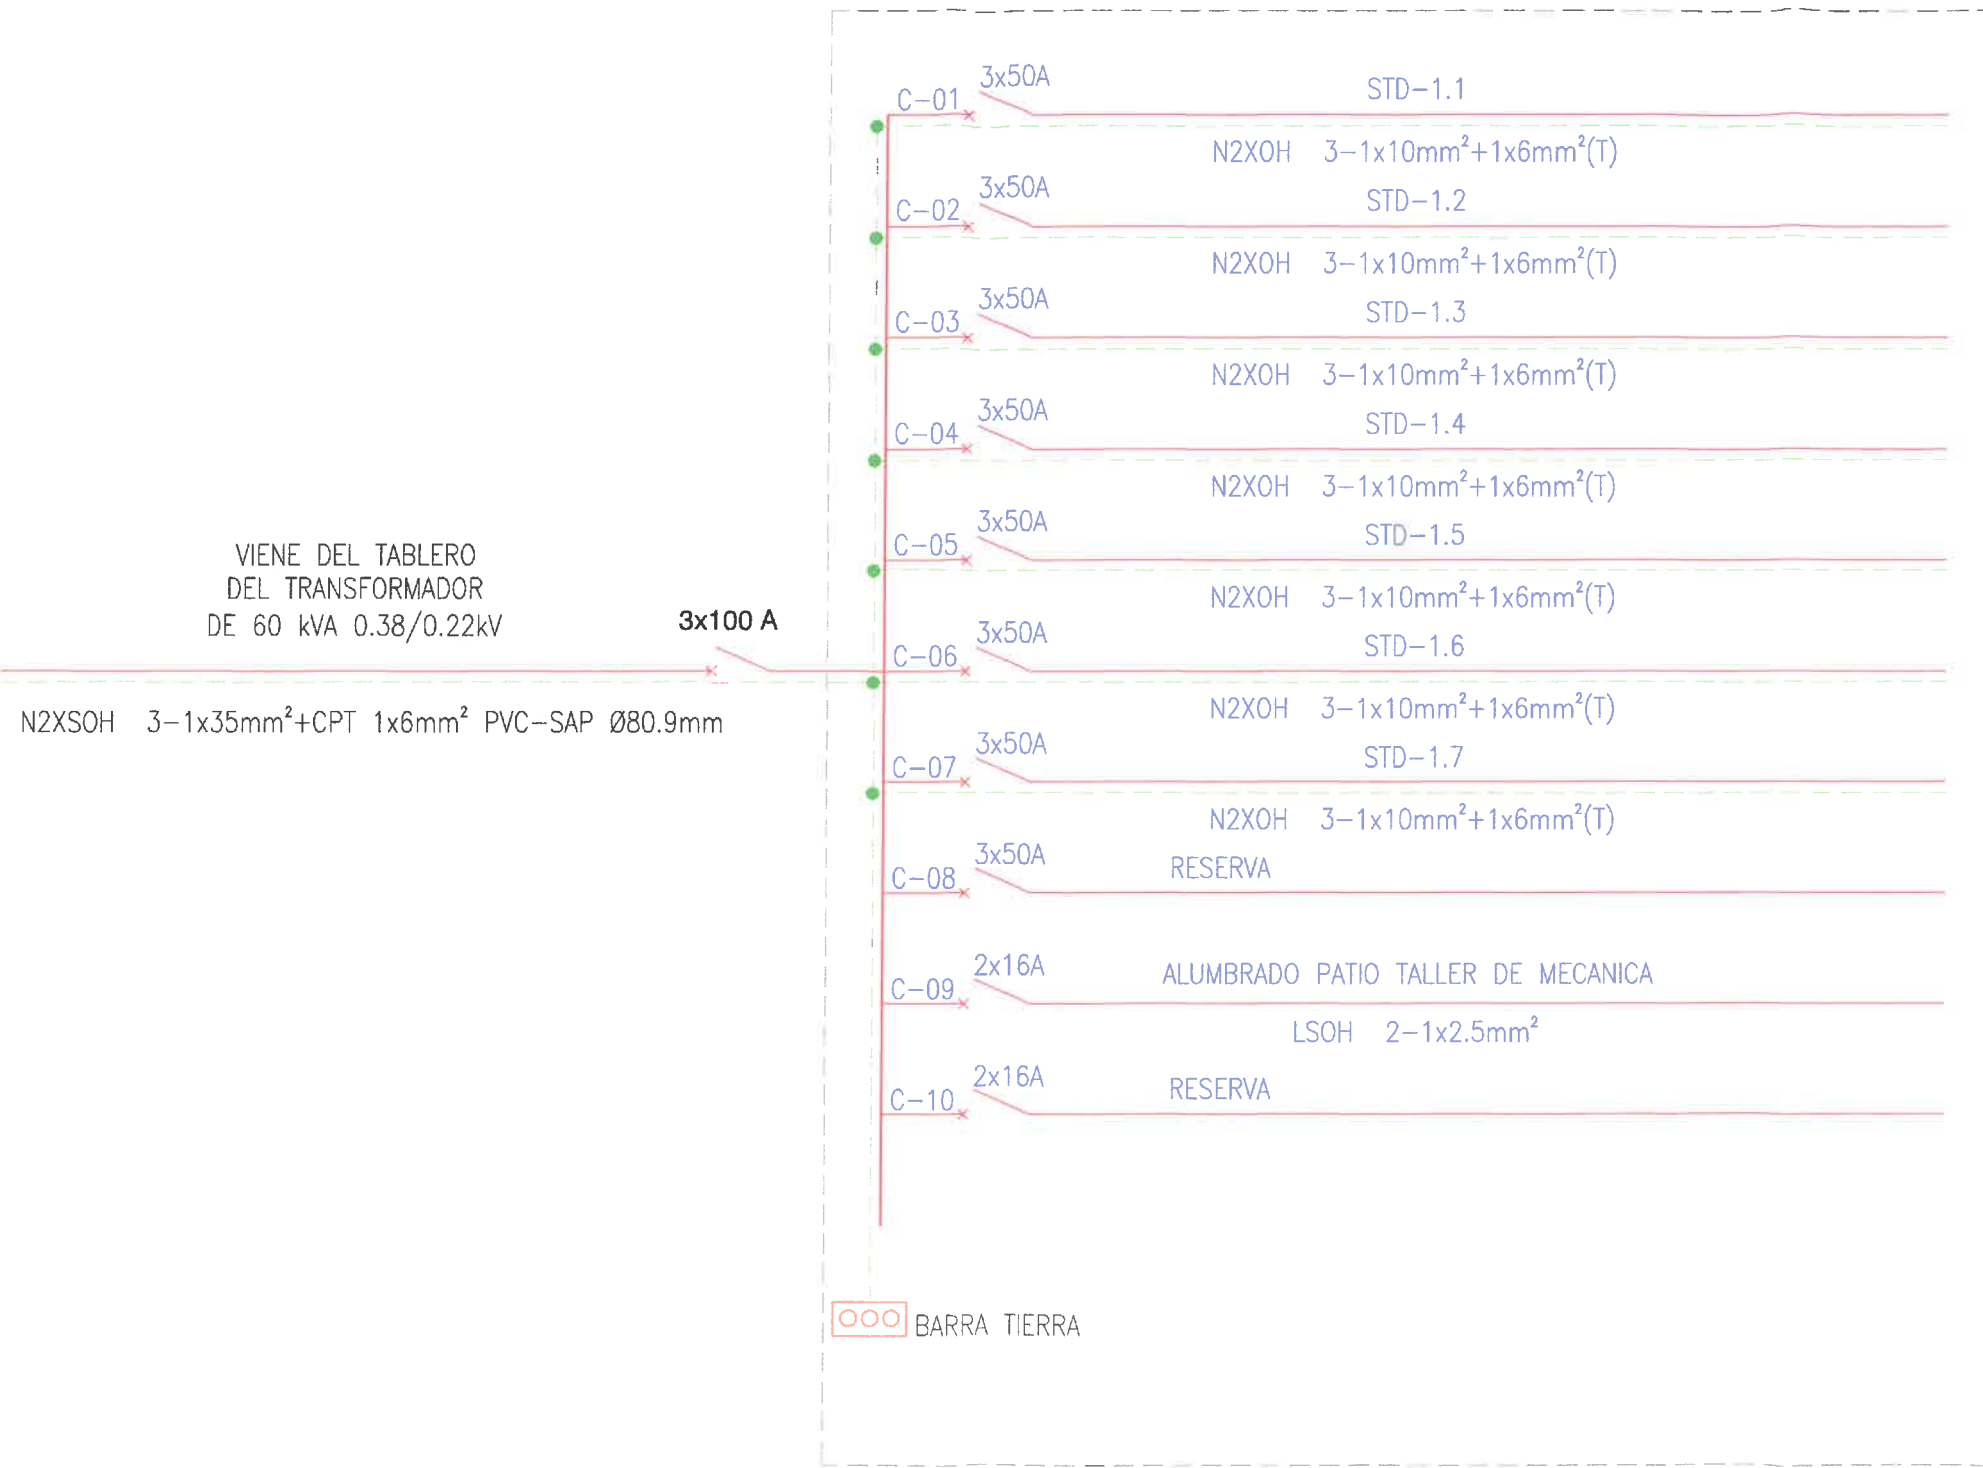 VIENE DEL TABLERO
DEL TRANSFORMADOR
DE 60 kVA 0.38/0.22kV
3x100 A
N2XSOH 3-1x35mm²+CPT 1x6mm² PVC-SAP Ø80.9mm
C-01 3x50A STD-1.1
N2XOH 3-1x10mm²+1x6mm²(T)
C-02 3x50A STD-1.2
N2XOH 3-1x10mm²+1x6mm²(T)
C-03 3x50A STD-1.3
N2XOH 3-1x10mm²+1x6mm²(T)
C-04 3x50A STD-1.4
N2XOH 3-1x10mm²+1x6mm²(T)
C-05 3x50A STD-1.5
N2XOH 3-1x10mm²+1x6mm²(T)
C-06 3x50A STD-1.6
N2XOH 3-1x10mm²+1x6mm²(T)
C-07 3x50A STD-1.7
N2XOH 3-1x10mm²+1x6mm²(T)
C-08 3x50A RESERVA
C-09 2x16A ALUMBRADO PATIO TALLER DE MECANICA
LSOH 2-1x2.5mm²
C-10 2x16A RESERVA
BARRA TIERRA